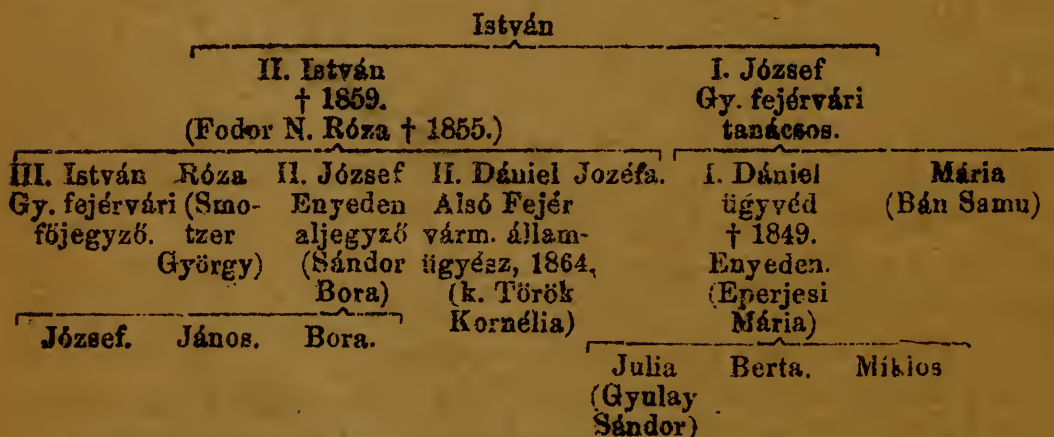 István
II. István I. József
† 1859. Gy. fejérvári
(Fodor N. Róza † 1855.) tanácsos.
III. István Róza II. József II. Dániel Jozéfa. I. Dániel Mária
Gy. fejérvári (Smo- Enyeden Alsó Fejér ügyvéd (Bán Samu)
főjegyző. tzer aljegyző várm. állam- † 1849.
György) (Sándor ügyész, 1864, Enyeden.
Bora) (k. Török (Eperjesi
Kornélia) Mária)
József. János. Bora.
Julia Berta. Miklos
(Gyulay
Sándor)